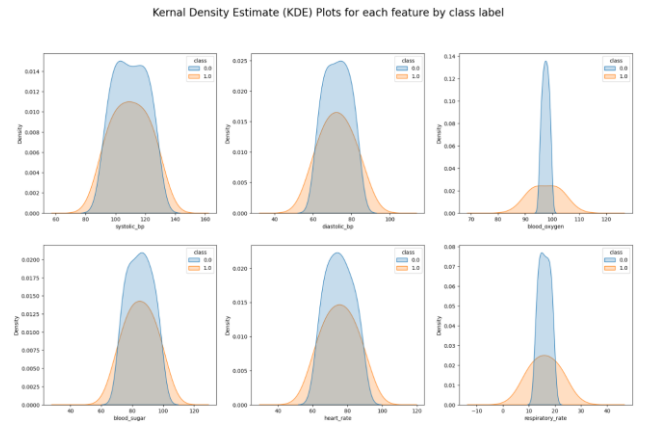 Kernal Density Estimate (KDE) Plots for each feature by class label
class
0.0
1.0
Density
0.014
0.012
0.010
0.008
0.006
0.004
0.002
0.000
60 80 100 120 140 160
systolic_bp
class
0.0
1.0
Density
0.025
0.020
0.015
0.010
0.005
0.000
40 60 80 100
diastolic_bp
class
0.0
1.0
Density
0.14
0.12
0.10
0.08
0.06
0.04
0.02
0.00
70 80 90 100 110 120
blood_oxygen
class
0.0
1.0
Density
0.0200
0.0175
0.0150
0.0125
0.0100
0.0075
0.0050
0.0025
0.0000
40 60 80 100 120
blood_sugar
class
0.0
1.0
Density
0.020
0.015
0.010
0.005
0.000
40 60 80 100 120
heart_rate
class
0.0
1.0
Density
0.08
0.07
0.06
0.05
0.04
0.03
0.02
0.01
0.00
−10 0 10 20 30 40
respiratory_rate